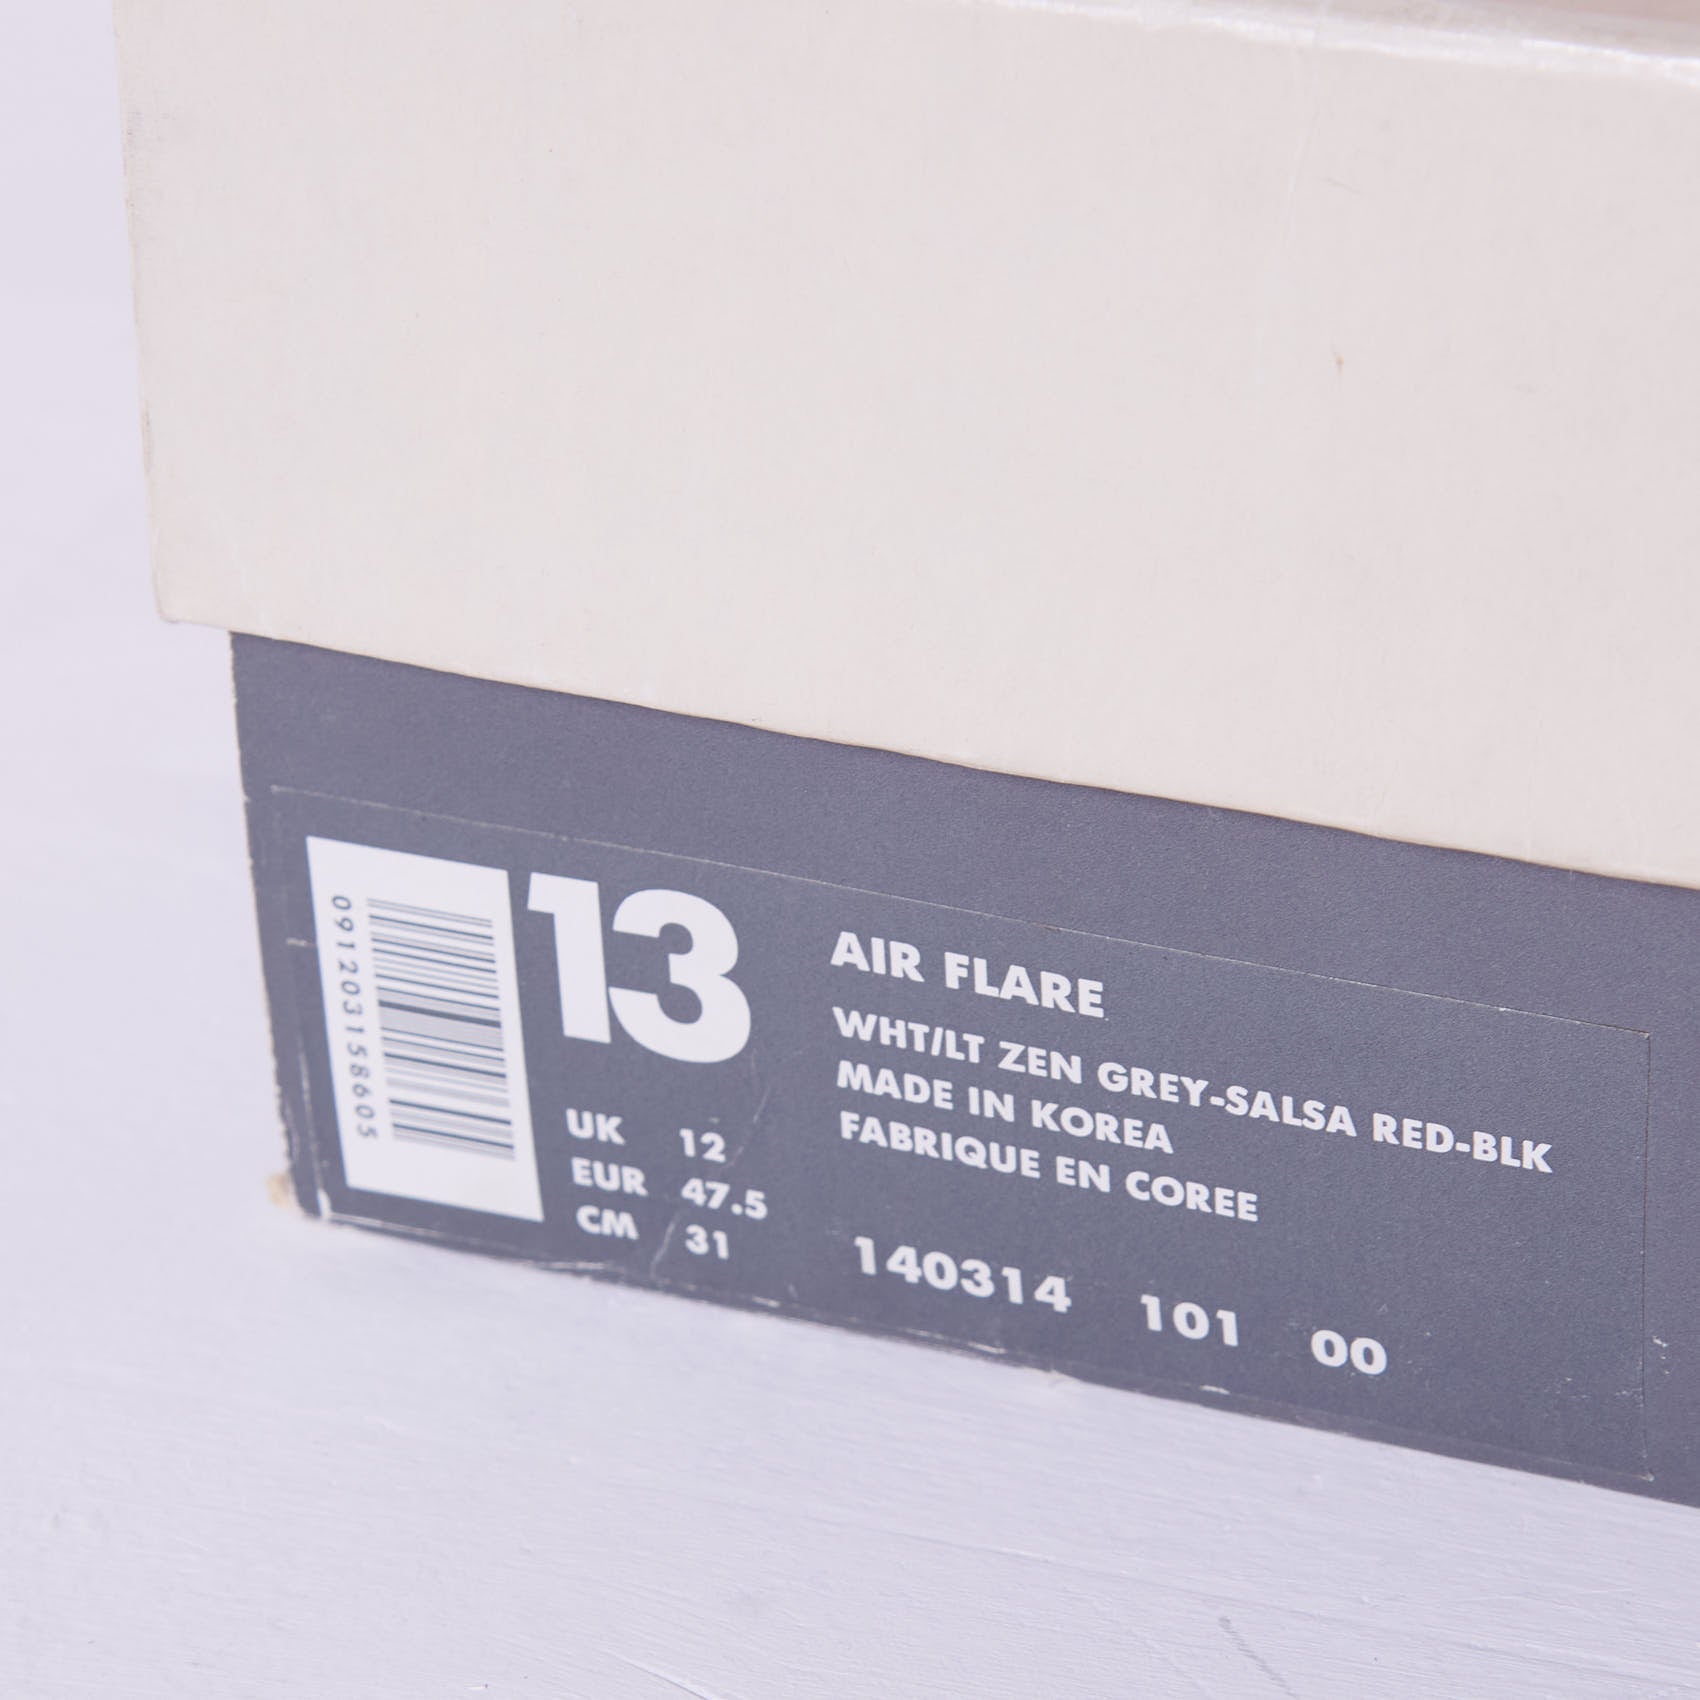 091203158605
13
UK 12
EUR 47.5
CM 31
AIR FLARE
WHT/LT ZEN GREY-SALSA RED-BLK
MADE IN KOREA
FABRIQUE EN COREE
140314 101 00